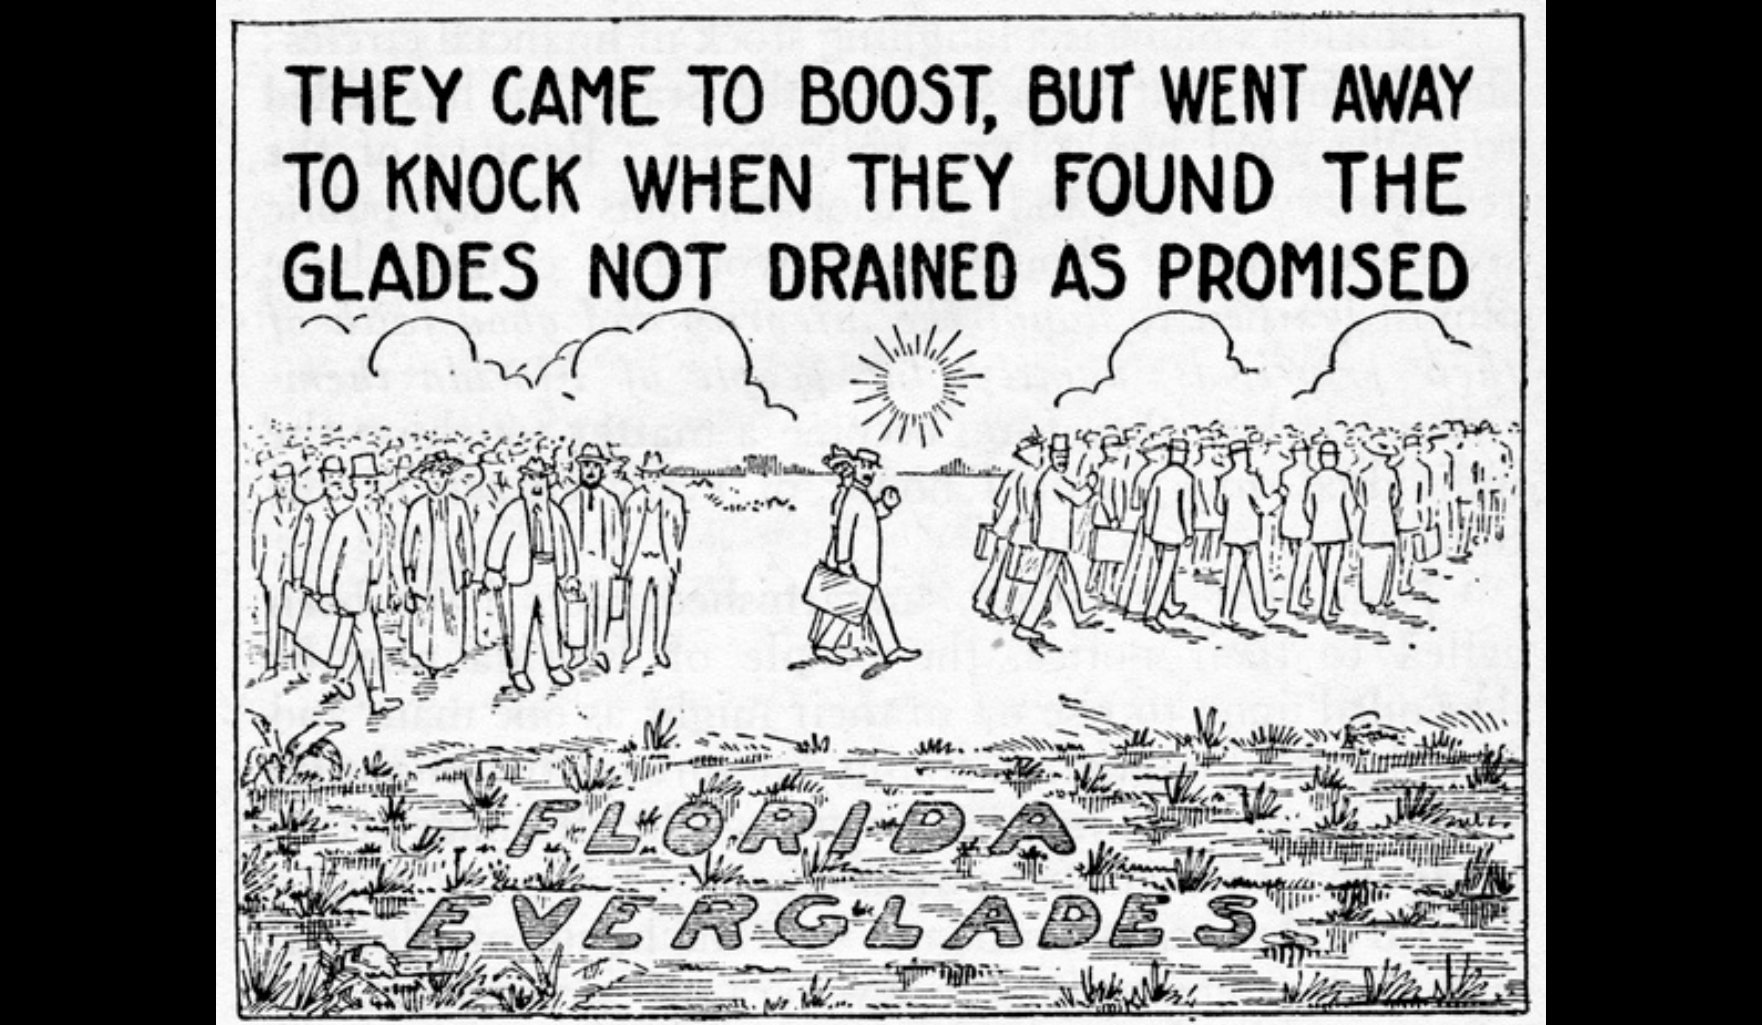 THEY CAME TO BOOST, BUT WENT AWAY
TO KNOCK WHEN THEY FOUND THE
GLADES NOT DRAINED AS PROMISED
FLORIDA
EVERGLADES